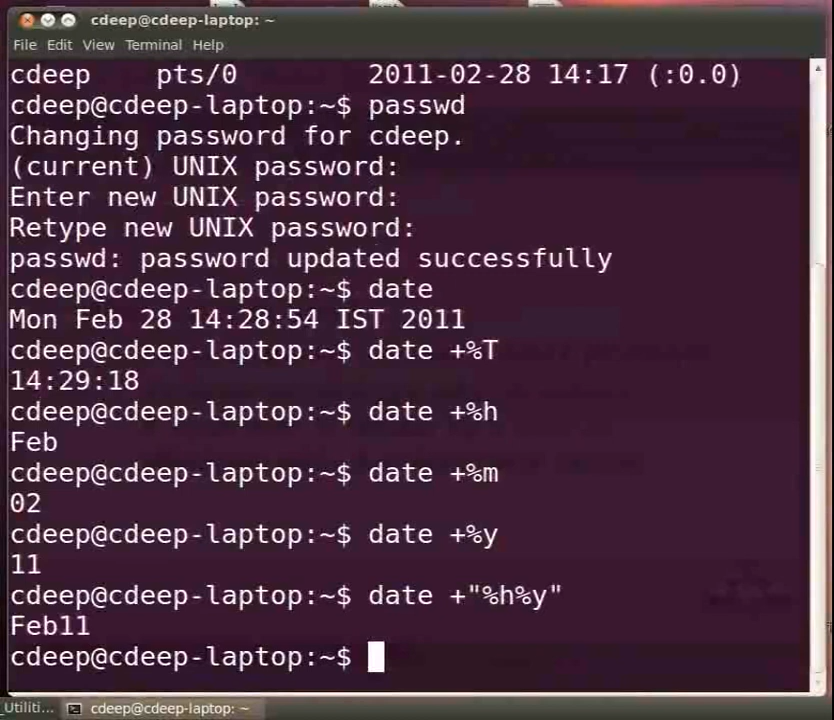 cdeep@cdeep-laptop: ~
File Edit View Terminal Help
cdeep    pts/0        2011-02-28 14:17 (:0.0)
cdeep@cdeep-laptop:~$ passwd
Changing password for cdeep.
(current) UNIX password:
Enter new UNIX password:
Retype new UNIX password:
passwd: password updated successfully
cdeep@cdeep-laptop:~$ date
Mon Feb 28 14:28:54 IST 2011
cdeep@cdeep-laptop:~$ date +%T
14:29:18
cdeep@cdeep-laptop:~$ date +%h
Feb
cdeep@cdeep-laptop:~$ date +%m
02
cdeep@cdeep-laptop:~$ date +%y
11
cdeep@cdeep-laptop:~$ date +"%h%y"
Feb11
cdeep@cdeep-laptop:~$
_Utiliti... cdeep@cdeep-laptop: ~